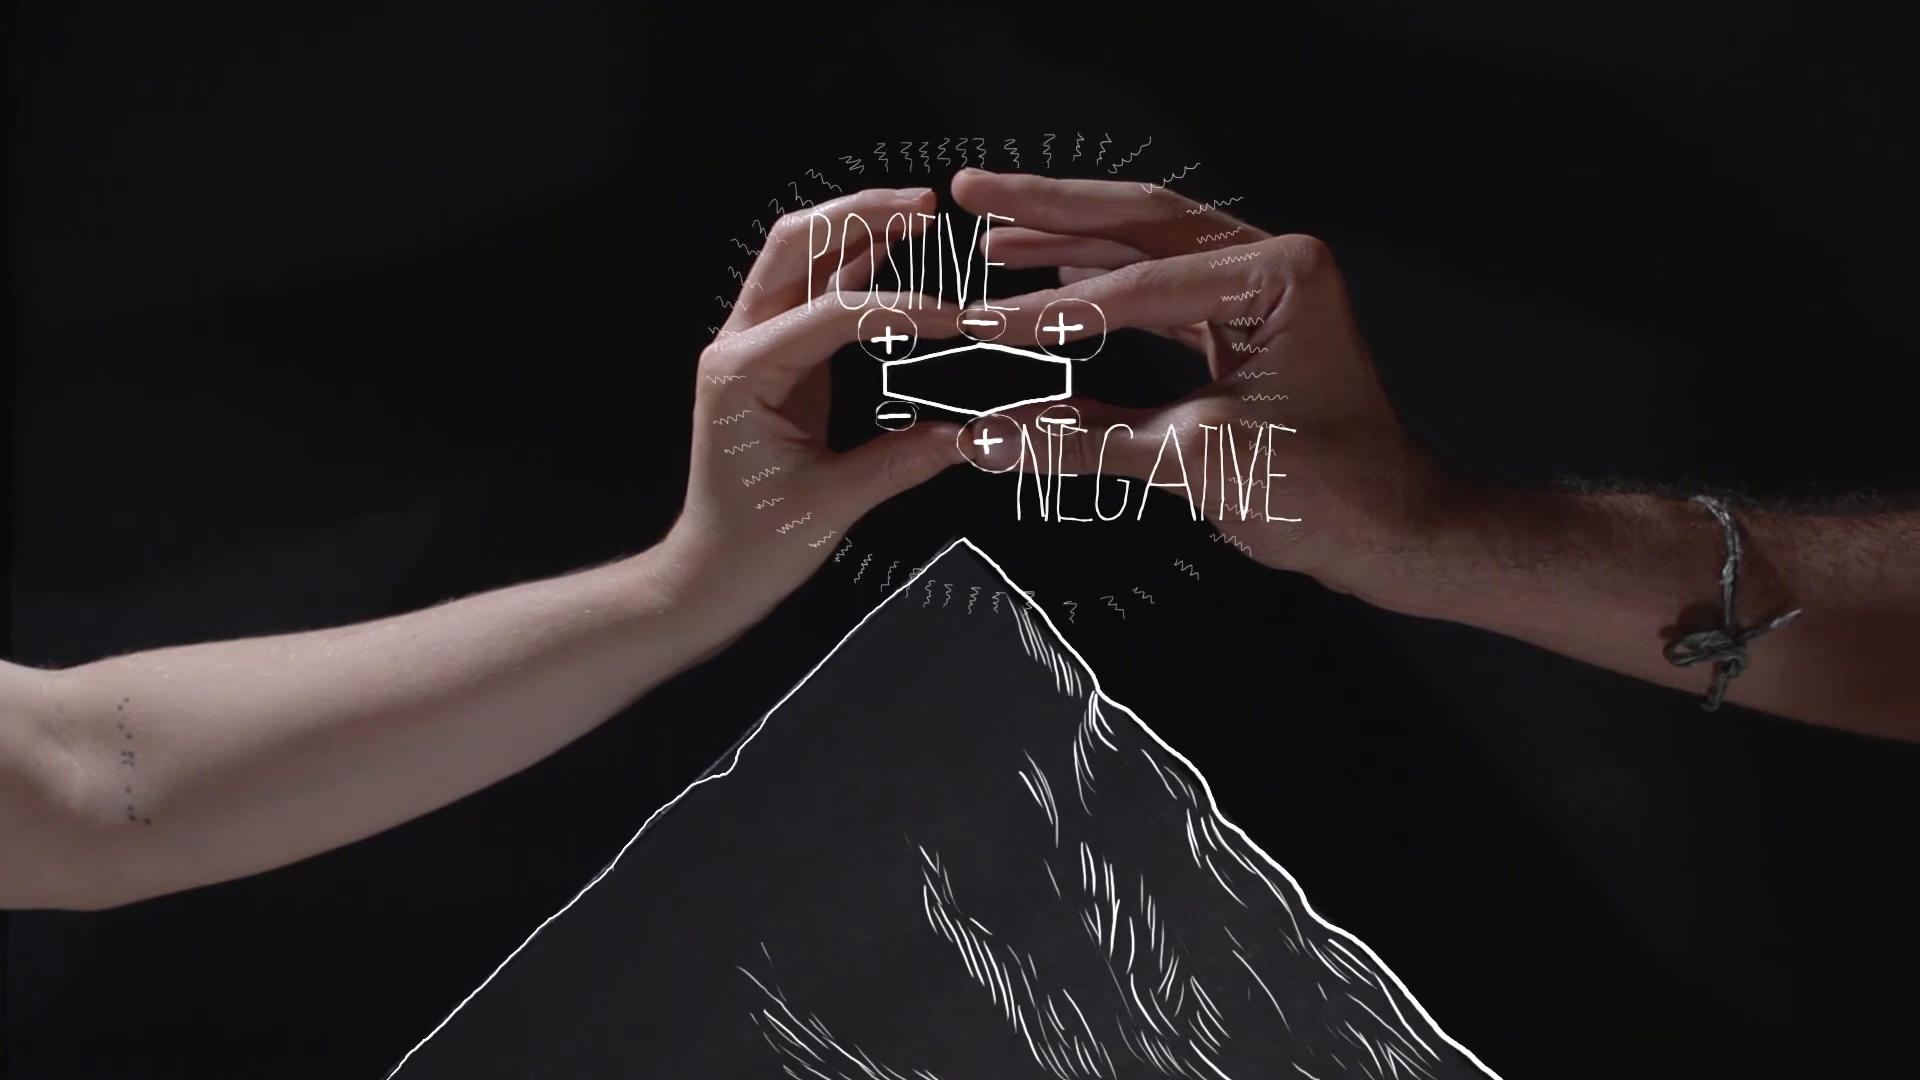 POSITIVE
+ − +
− + −
NEGATIVE